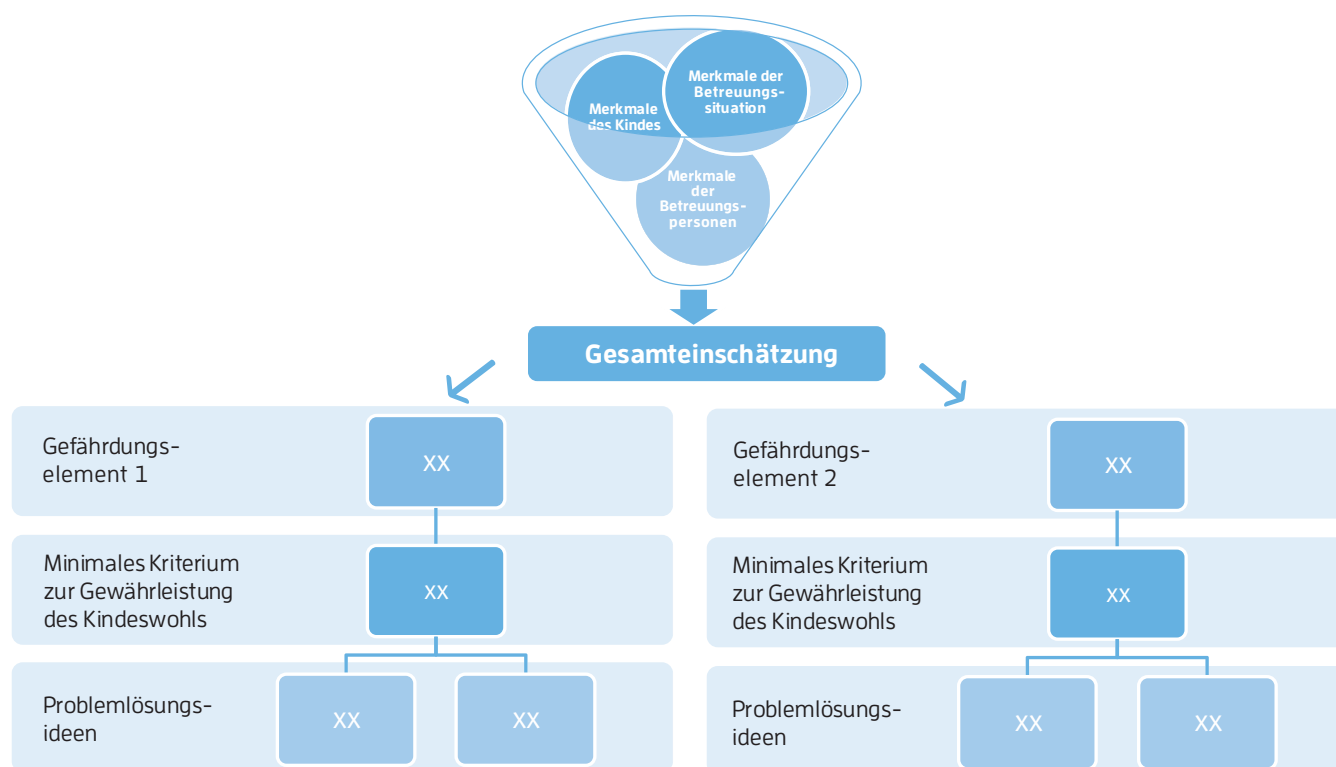 Merkmale der
Betreuungs-
situation
Merkmale
des Kindes
Merkmale
der
Betreuungs-
personen
Gesamteinschätzung
Gefährdungs-
element 1
XX
Minimales Kriterium
zur Gewährleistung
des Kindeswohls
XX
Problemlösungs-
ideen
XX
XX
Gefährdungs-
element 2
XX
Minimales Kriterium
zur Gewährleistung
des Kindeswohls
XX
Problemlösungs-
ideen
XX
XX